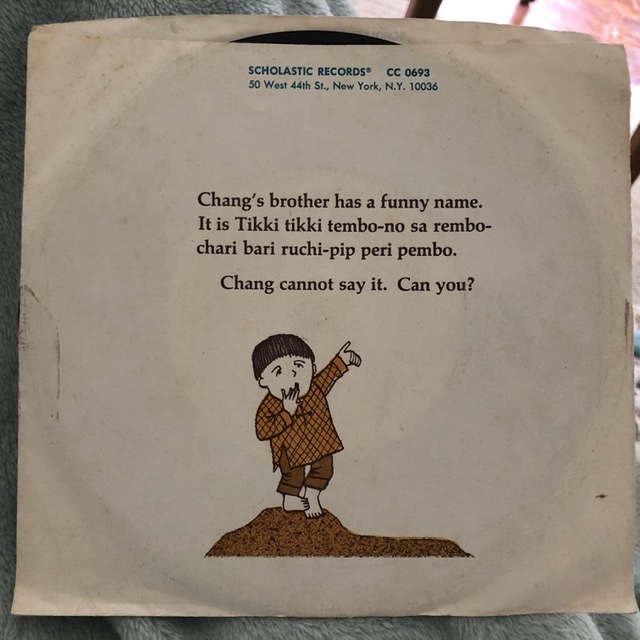 SCHOLASTIC RECORDS® CC 0693
50 West 44th St., New York, N.Y. 10036
Chang's brother has a funny name.
It is Tikki tikki tembo-no sa rembo-
chari bari ruchi-pip peri pembo.
Chang cannot say it. Can you?